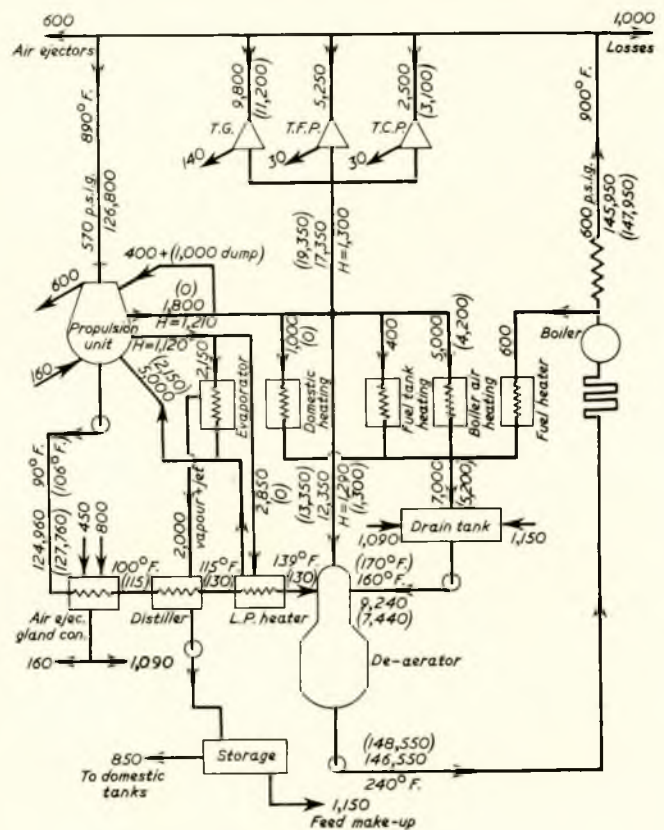 600
Air ejectors
1,000
Losses
890° F.
570 p.s.i.g.
126,800
9,800
(11,200)
5,250
2,500
(3,100)
T.G.
T.F.P.
T.C.P.
140
30
30
900° F.
600 p.s.i.g.
145,950
(147,950)
(19,350)
17,350
H=1,300
400+(1,000 dump)
600
(0)
1,800
H=1,210
H=1,120
Propulsion
unit
160
(2,150)
5,000
2,150
Evaporator
1,000
(0)
Domestic
heating
400
Fuel tank
heating
5,000
(4,200)
Boiler air
heating
600
Fuel heater
Boiler
90° F.
(106° F.)
124,960
(127,760)
450
800
2,000
vapour+jet
2,850
(0)
(13,350)
12,350
H=1,290
(1,300)
7,000
(5,200)
Drain tank
1,090
1,150
100° F.
(115)
115° F.
(130)
139° F.
(130)
(170° F.)
160° F.
9,240
(7,440)
Air ejec.
gland con.
Distiller
L.P. heater
160
1,090
De-aerator
Storage
850
To domestic
tanks
1,150
Feed make-up
(148,550)
146,550
240° F.